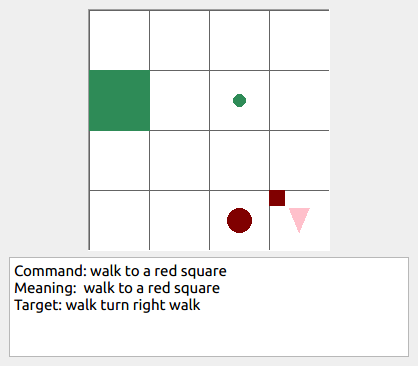 Command: walk to a red square
Meaning:  walk to a red square
Target: walk turn right walk